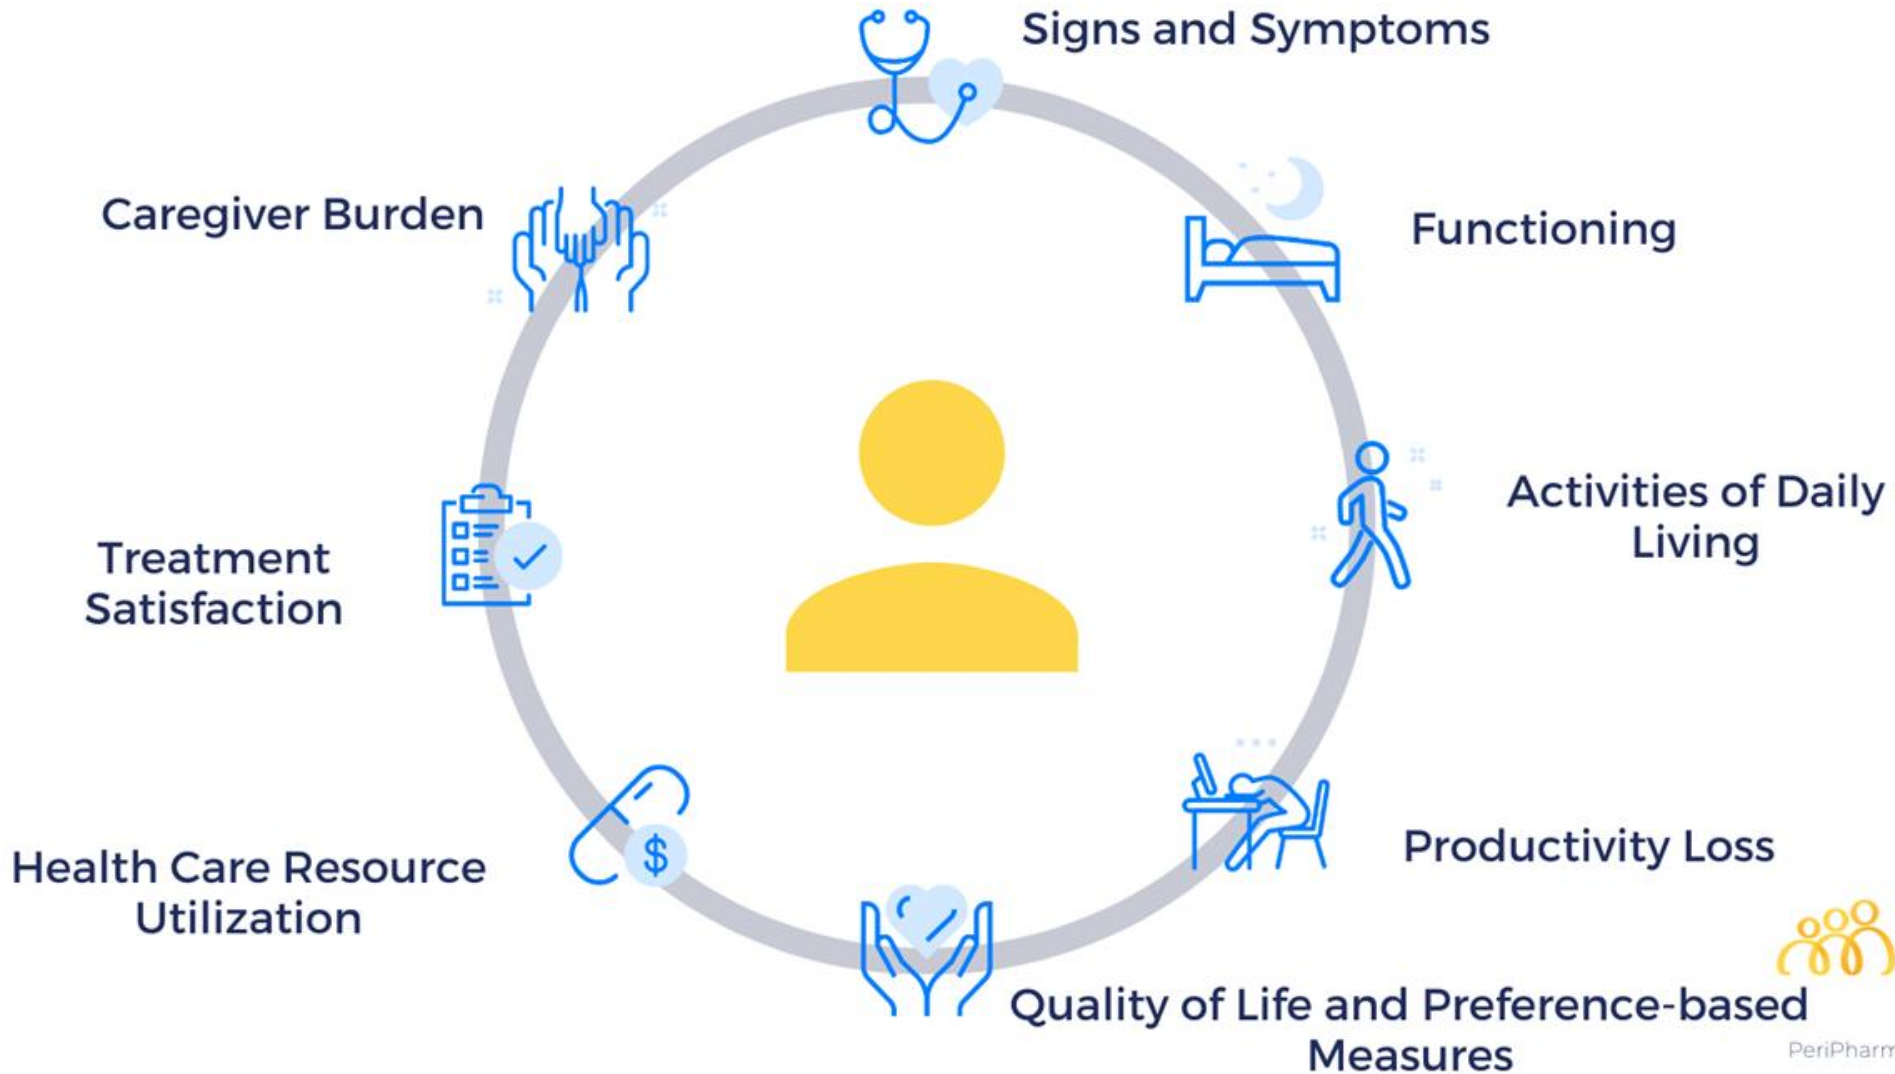 Signs and Symptoms
Caregiver Burden
Functioning
Activities of Daily
Living
Treatment
Satisfaction
Productivity Loss
Health Care Resource
Utilization
$
Quality of Life and Preference-based
Measures
PeriPharm